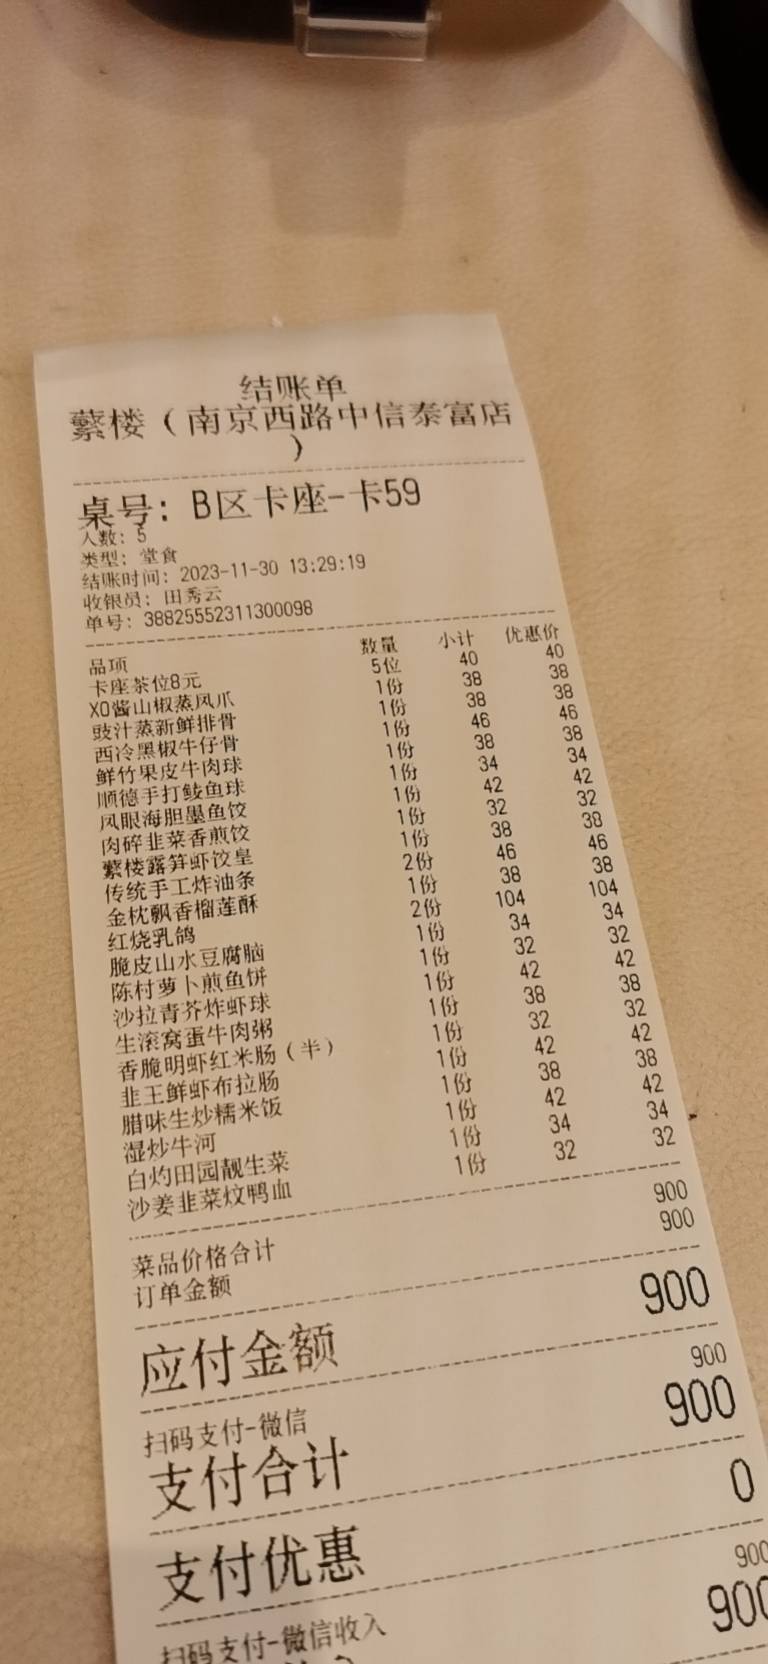 结账单
蘩楼（南京西路中信泰富店
）
桌号: B区卡座-卡59
人数: 5
类型: 堂食
结账时间: 2023-11-30 13:29:19
收银员: 田秀云
单号: 38825552311300098
品项 数量 小计 优惠价
卡座茶位8元 5位 40 40
XO酱山椒蒸凤爪 1份 38 38
豉汁蒸新鲜排骨 1份 38 38
西冷黑椒牛仔骨 1份 46 46
鲜竹果皮牛肉球 1份 38 38
顺德手打鲮鱼球 1份 34 34
凤眼海胆墨鱼饺 1份 42 42
肉碎韭菜香煎饺 1份 32 32
蘩楼露笋虾饺皇 1份 38 38
传统手工炸油条 2份 46 46
金枕飘香榴莲酥 1份 38 38
红烧乳鸽 2份 104 104
脆皮山水豆腐脑 1份 34 34
陈村萝卜煎鱼饼 1份 32 32
沙拉青芥炸虾球 1份 42 42
生滚窝蛋牛肉粥 1份 38 38
香脆明虾红米肠（半） 1份 32 32
韭王鲜虾布拉肠 1份 42 42
腊味生炒糯米饭 1份 38 38
湿炒牛河 1份 42 42
白灼田园靓生菜 1份 34 34
沙姜韭菜炆鸭血 1份 32 32
菜品价格合计 900
订单金额 900
应付金额 900
扫码支付-微信 900
支付合计 900
支付优惠 0
扫码支付-微信收入 900
900